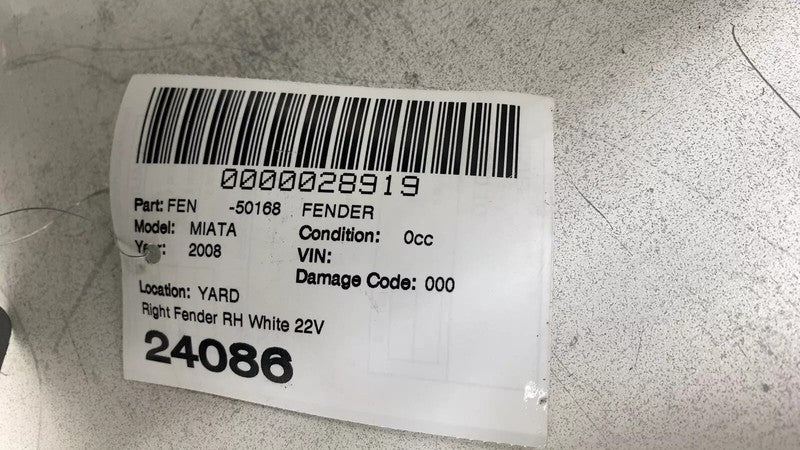 0000028919
Part: FEN -50168 FENDER
Model: MIATA Condition: 0cc
Year: 2008 VIN:
Damage Code: 000
Location: YARD
Right Fender RH White 22V
24086